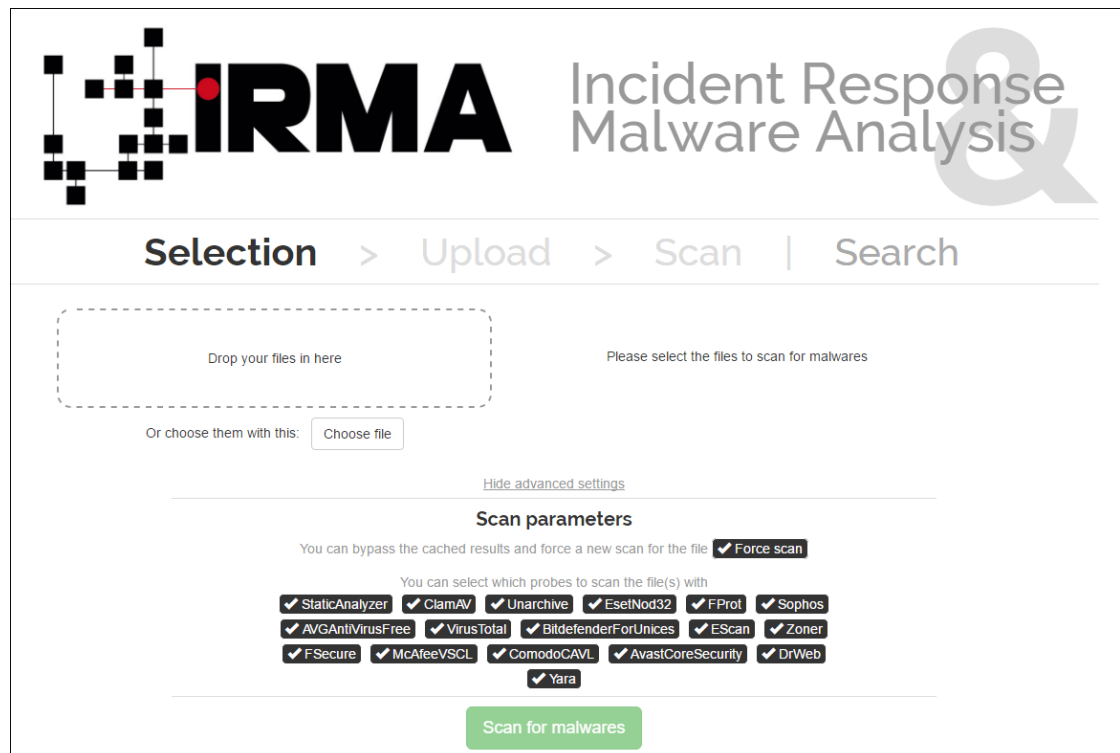 IRMA
Incident Response
&
Malware Analysis
Selection > Upload > Scan | Search
Drop your files in here
Please select the files to scan for malwares
Or choose them with this: Choose file
Hide advanced settings
Scan parameters
You can bypass the cached results and force a new scan for the file Force scan
You can select which probes to scan the file(s) with
StaticAnalyzer ClamAV Unarchive EsetNod32 FProt Sophos
AVGAntiVirusFree VirusTotal BitdefenderForUnices EScan Zoner
FSecure McAfeeVSCL ComodoCAVL AvastCoreSecurity DrWeb
Yara
Scan for malwares